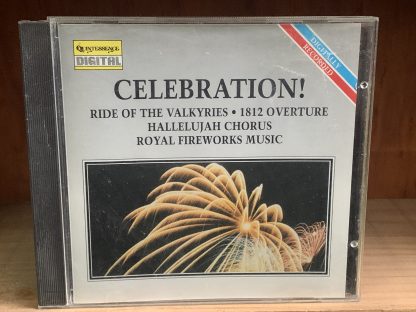 QUINTESSENCE
DIGITAL
DIGITALLY
RECORDED
CELEBRATION!
RIDE OF THE VALKYRIES • 1812 OVERTURE
HALLELUJAH CHORUS
ROYAL FIREWORKS MUSIC